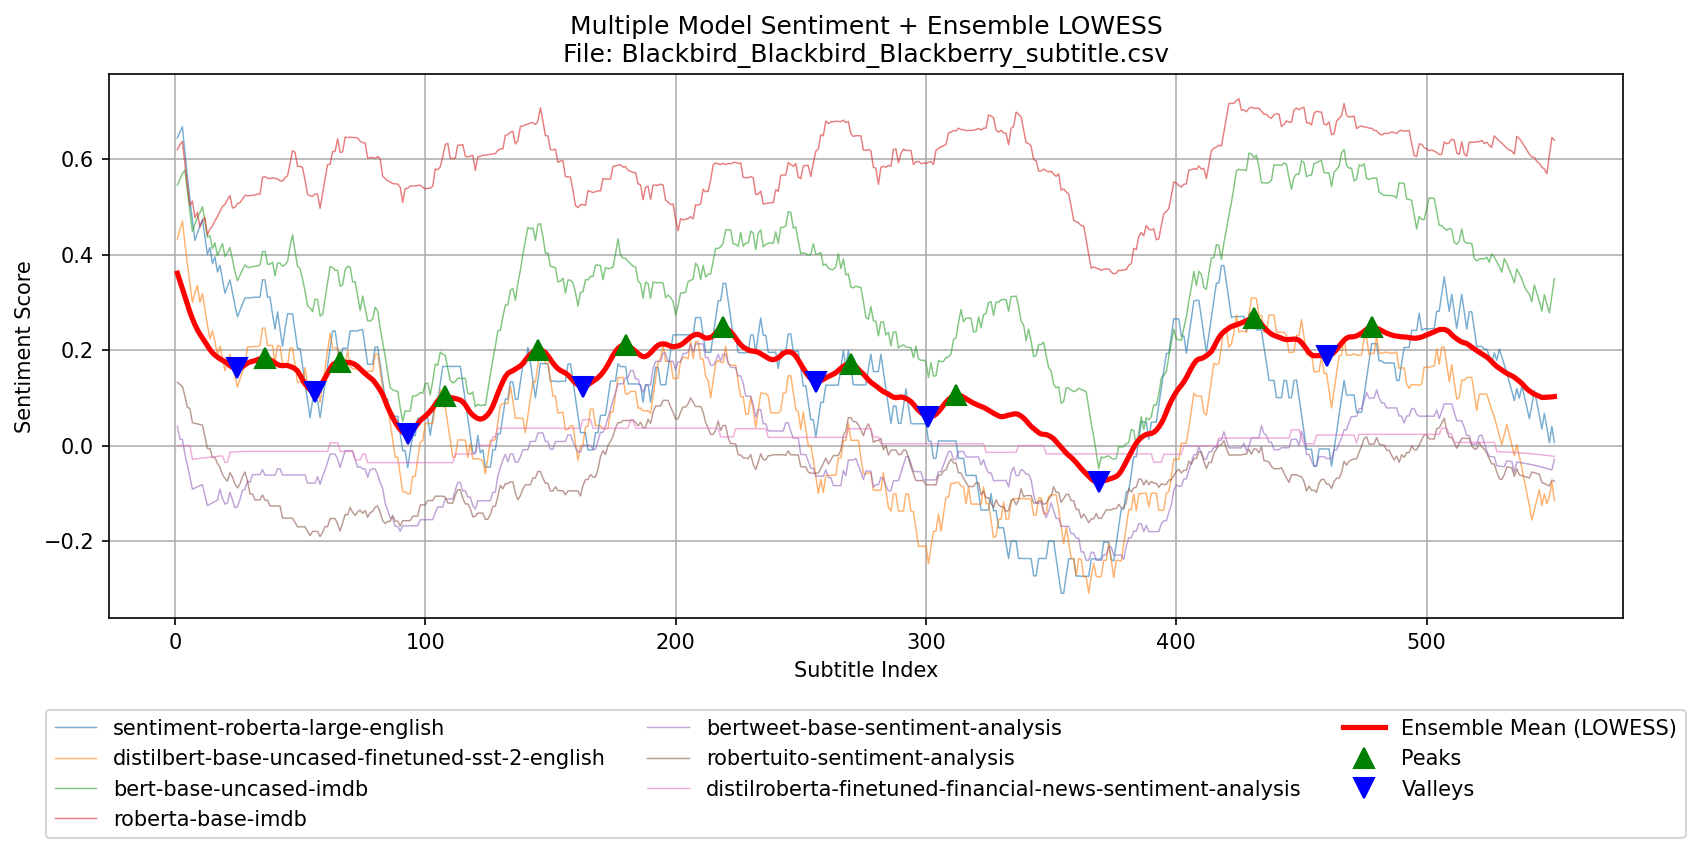 Multiple Model Sentiment + Ensemble LOWESS
File: Blackbird_Blackbird_Blackberry_subtitle.csv
Sentiment Score
0.6
0.4
0.2
0.0
−0.2
0 100 200 300 400 500
Subtitle Index
sentiment-roberta-large-english
distilbert-base-uncased-finetuned-sst-2-english
bert-base-uncased-imdb
roberta-base-imdb
bertweet-base-sentiment-analysis
robertuito-sentiment-analysis
distilroberta-finetuned-financial-news-sentiment-analysis
Ensemble Mean (LOWESS)
Peaks
Valleys